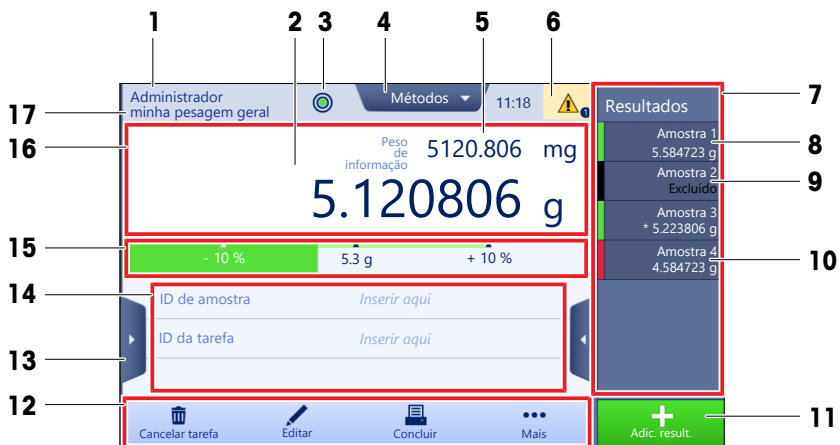 1
2
3
4
5
6
Administrador
minha pesagem geral
Métodos
11:18
1
Resultados
7
17
16
Peso
de
informação
5120.806 mg
5.120806 g
Amostra 1
5.584723 g
8
Amostra 2
Excluído
9
Amostra 3
* 5.223806 g
Amostra 4
4.584723 g
10
15
- 10 %
5.3 g
+ 10 %
14
ID de amostra
Inserir aqui
ID da tarefa
Inserir aqui
13
12
Cancelar tarefa
Editar
Concluir
Mais
Adic. result.
11